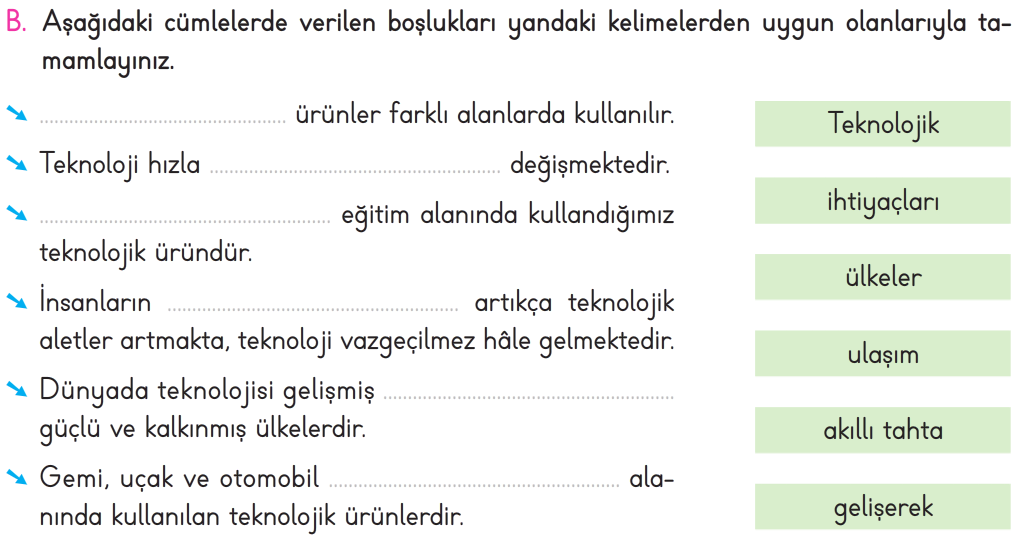 B. Aşağıdaki cümlelerde verilen boşlukları yandaki kelimelerden uygun olanlarıyla ta-
mamlayınız.
........................................ ürünler farklı alanlarda kullanılır.
Teknoloji hızla ........................................ değişmektedir.
........................................ eğitim alanında kullandığımız
teknolojik üründür.
İnsanların ........................................ artıkça teknolojik
aletler artmakta, teknoloji vazgeçilmez hâle gelmektedir.
Dünyada teknolojisi gelişmiş ........................................
güçlü ve kalkınmış ülkelerdir.
Gemi, uçak ve otomobil ........................................ ala-
nında kullanılan teknolojik ürünlerdir.
Teknolojik
ihtiyaçları
ülkeler
ulaşım
akıllı tahta
gelişerek